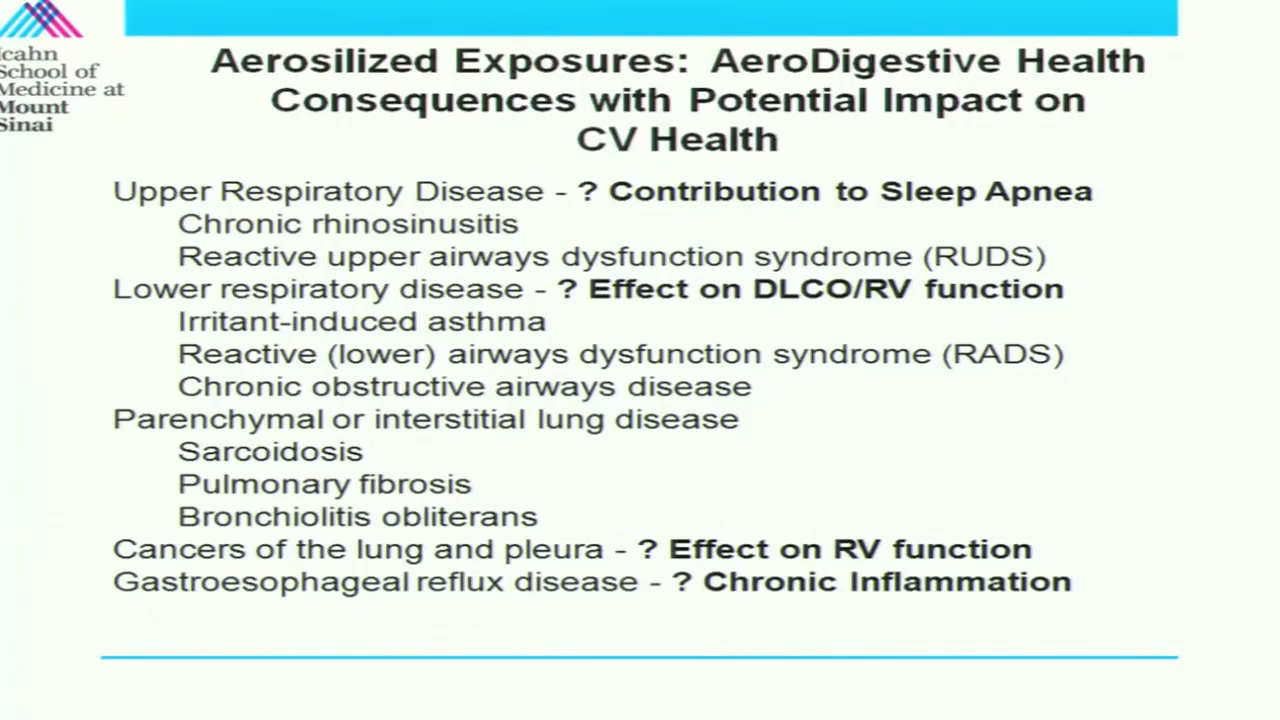 Icahn
School of
Medicine at
Mount
Sinai
Aerosilized Exposures: AeroDigestive Health
Consequences with Potential Impact on
CV Health
Upper Respiratory Disease - ? Contribution to Sleep Apnea
Chronic rhinosinusitis
Reactive upper airways dysfunction syndrome (RUDS)
Lower respiratory disease - ? Effect on DLCO/RV function
Irritant-induced asthma
Reactive (lower) airways dysfunction syndrome (RADS)
Chronic obstructive airways disease
Parenchymal or interstitial lung disease
Sarcoidosis
Pulmonary fibrosis
Bronchiolitis obliterans
Cancers of the lung and pleura - ? Effect on RV function
Gastroesophageal reflux disease - ? Chronic Inflammation